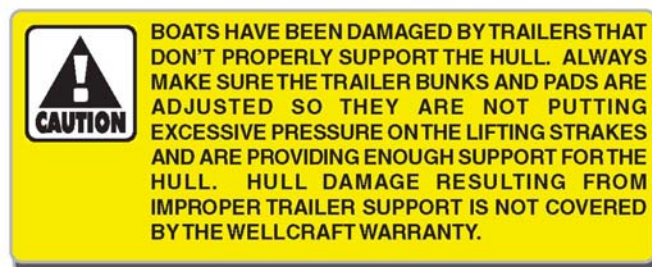 BOATS HAVE BEEN DAMAGED BY TRAILERS THAT
DON'T PROPERLY SUPPORT THE HULL. ALWAYS
MAKE SURE THE TRAILER BUNKS AND PADS ARE
ADJUSTED SO THEY ARE NOT PUTTING
EXCESSIVE PRESSURE ON THE LIFTING STRAKES
AND ARE PROVIDING ENOUGH SUPPORT FOR THE
HULL. HULL DAMAGE RESULTING FROM
IMPROPER TRAILER SUPPORT IS NOT COVERED
BY THE WELLCRAFT WARRANTY.
!
CAUTION